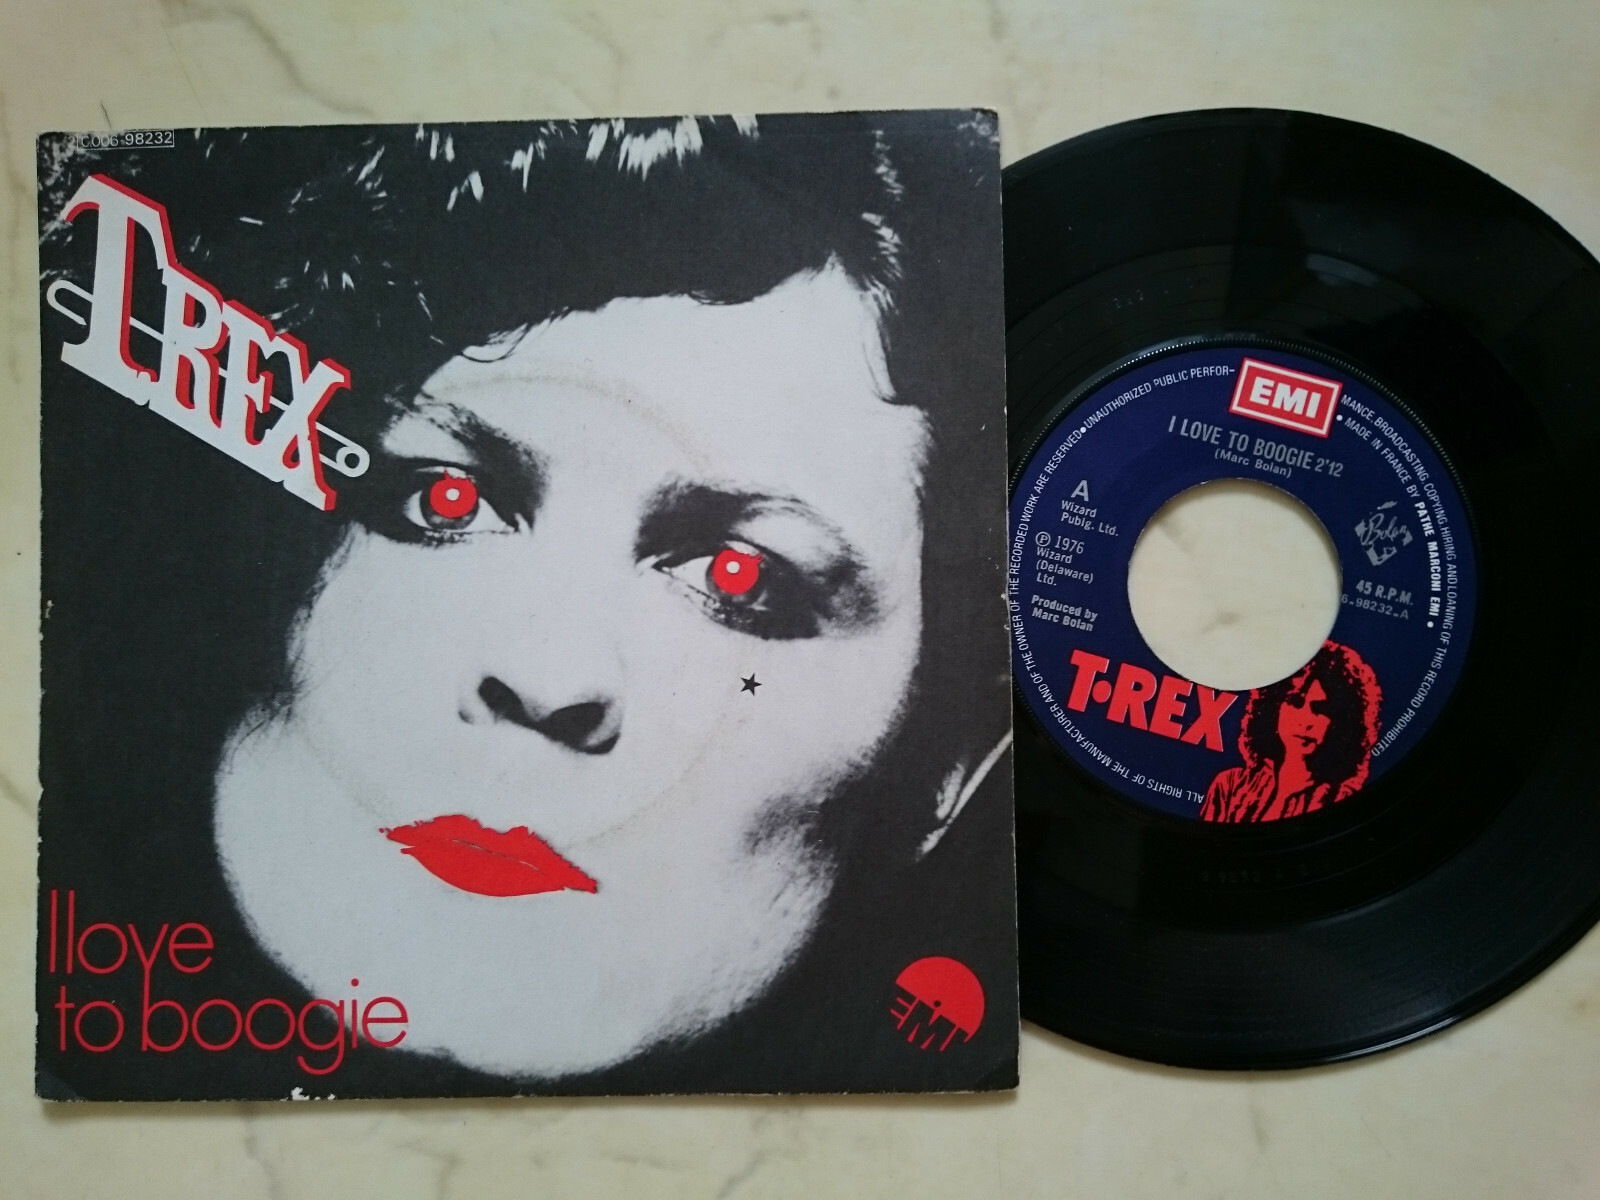 2C006-98232
T.REX
I love
to boogie
EMI
EMI
I LOVE TO BOOGIE 2'12
(Marc Bolan)
A
Wizard
Publg. Ltd.
Ⓟ 1976
Wizard
(Delaware)
Ltd.
Produced by
Marc Bolan
45 R.P.M.
6-98232-A
T•REX
ALL RIGHTS OF THE MANUFACTURER AND OF THE OWNER OF THE RECORDED WORK ARE RESERVED • UNAUTHORIZED PUBLIC PERFOR-
MANCE, BROADCASTING, COPYING HIRING AND LOANING OF THIS RECORD PROHIBITED
• MADE IN FRANCE BY PATHE MARCONI EMI •